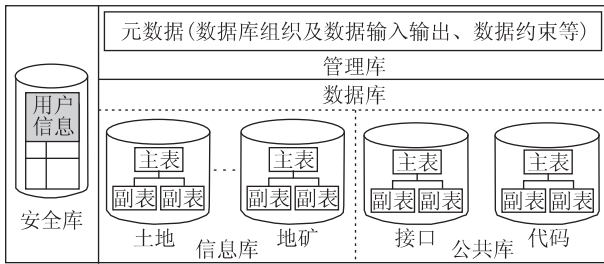 元数据(数据库组织及数据输入输出、数据约束等)
管理库
数据库
用户
信息
安全库
主表
副表 副表
土地
主表
副表 副表
地矿
信息库
主表
副表 副表
接口
主表
副表 副表
代码
公共库